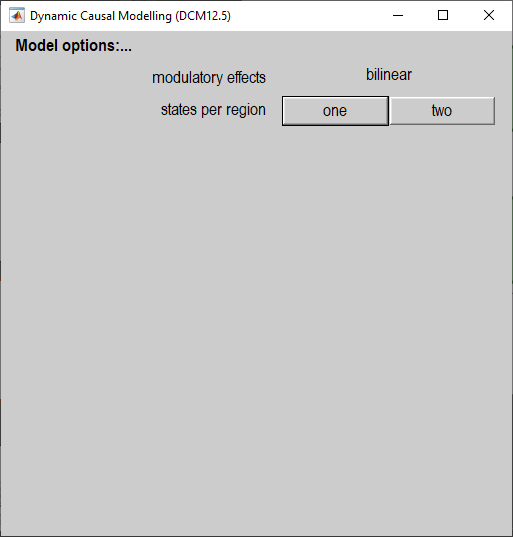 Dynamic Causal Modelling (DCM12.5)
Model options:...
modulatory effects bilinear
states per region one two